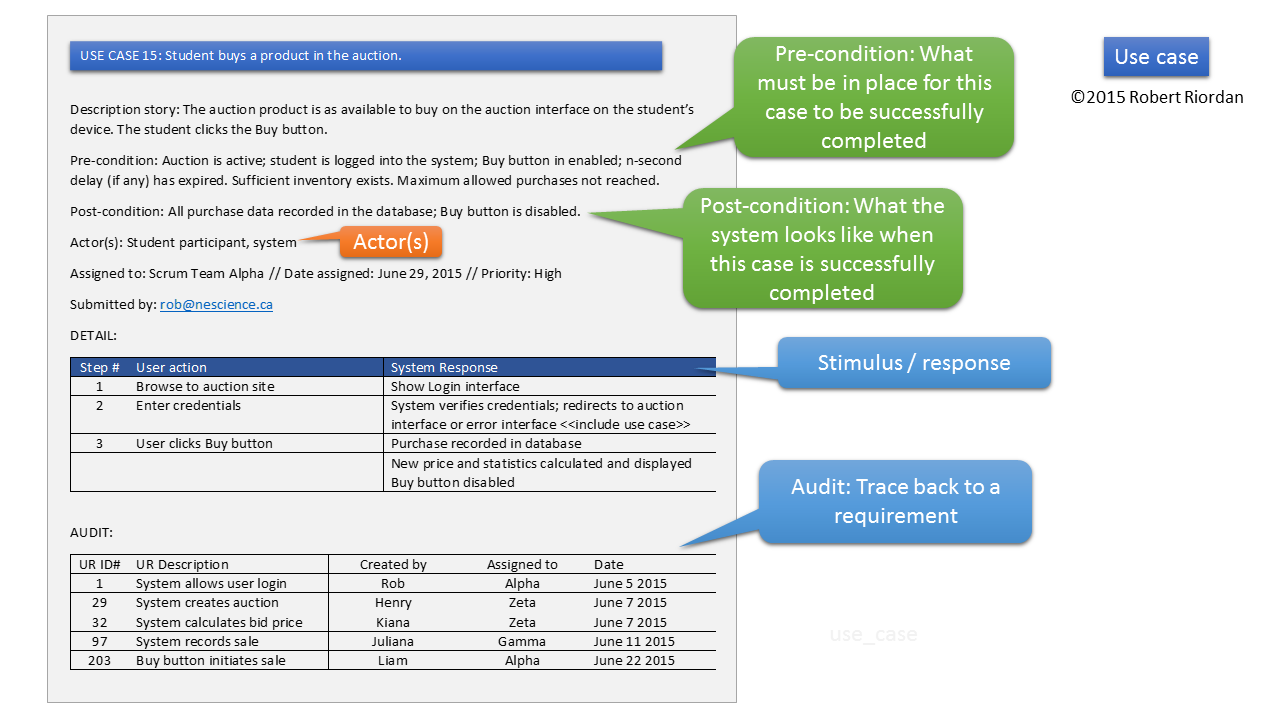 USE CASE 15: Student buys a product in the auction.
Description story: The auction product is as available to buy on the auction interface on the student's
device. The student clicks the Buy button.
Pre-condition: Auction is active; student is logged into the system; Buy button in enabled; n-second
delay (if any) has expired. Sufficient inventory exists. Maximum allowed purchases not reached.
Post-condition: All purchase data recorded in the database; Buy button is disabled.
Actor(s): Student participant, system
Assigned to: Scrum Team Alpha // Date assigned: June 29, 2015 // Priority: High
Submitted by: rob@nescience.ca
DETAIL:
Step # User action System Response
1 Browse to auction site Show Login interface
2 Enter credentials System verifies credentials; redirects to auction
interface or error interface <<include use case>>
3 User clicks Buy button Purchase recorded in database
New price and statistics calculated and displayed
Buy button disabled
AUDIT:
UR ID# UR Description Created by Assigned to Date
1 System allows user login Rob Alpha June 5 2015
29 System creates auction Henry Zeta June 7 2015
32 System calculates bid price Kiana Zeta June 7 2015
97 System records sale Juliana Gamma June 11 2015
203 Buy button initiates sale Liam Alpha June 22 2015
Pre-condition: What
must be in place for this
case to be successfully
completed
Post-condition: What the
system looks like when
this case is successfully
completed
Actor(s)
Stimulus / response
Audit: Trace back to a
requirement
Use case
©2015 Robert Riordan
use_case